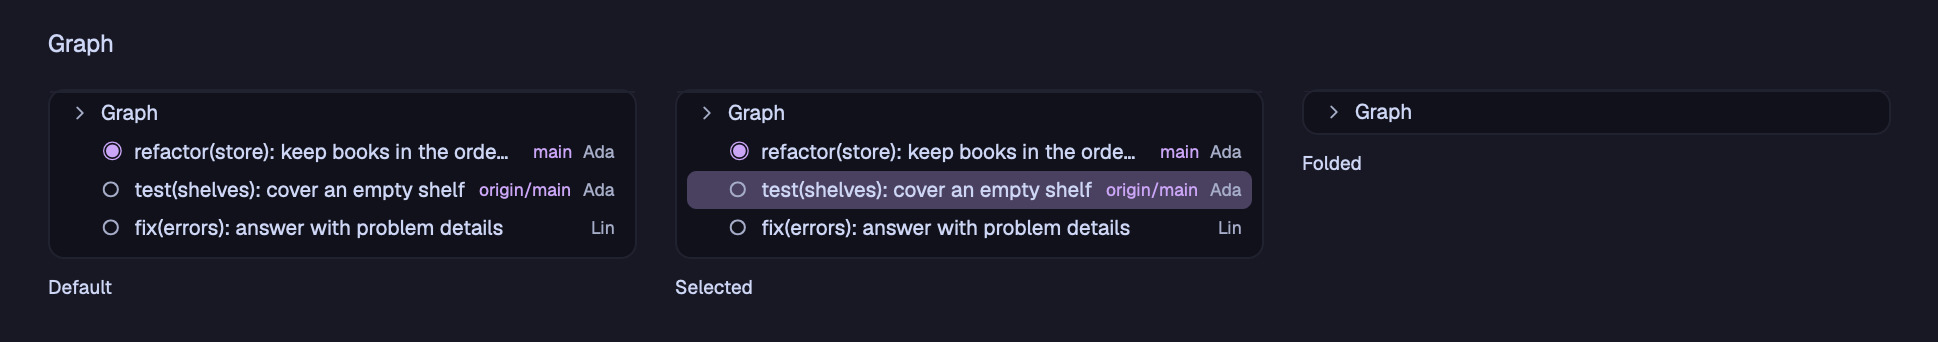 Graph
Graph
refactor(store): keep books in the orde... main Ada
test(shelves): cover an empty shelf origin/main Ada
fix(errors): answer with problem details Lin
Default
Graph
refactor(store): keep books in the orde... main Ada
test(shelves): cover an empty shelf origin/main Ada
fix(errors): answer with problem details Lin
Selected
Graph
Folded